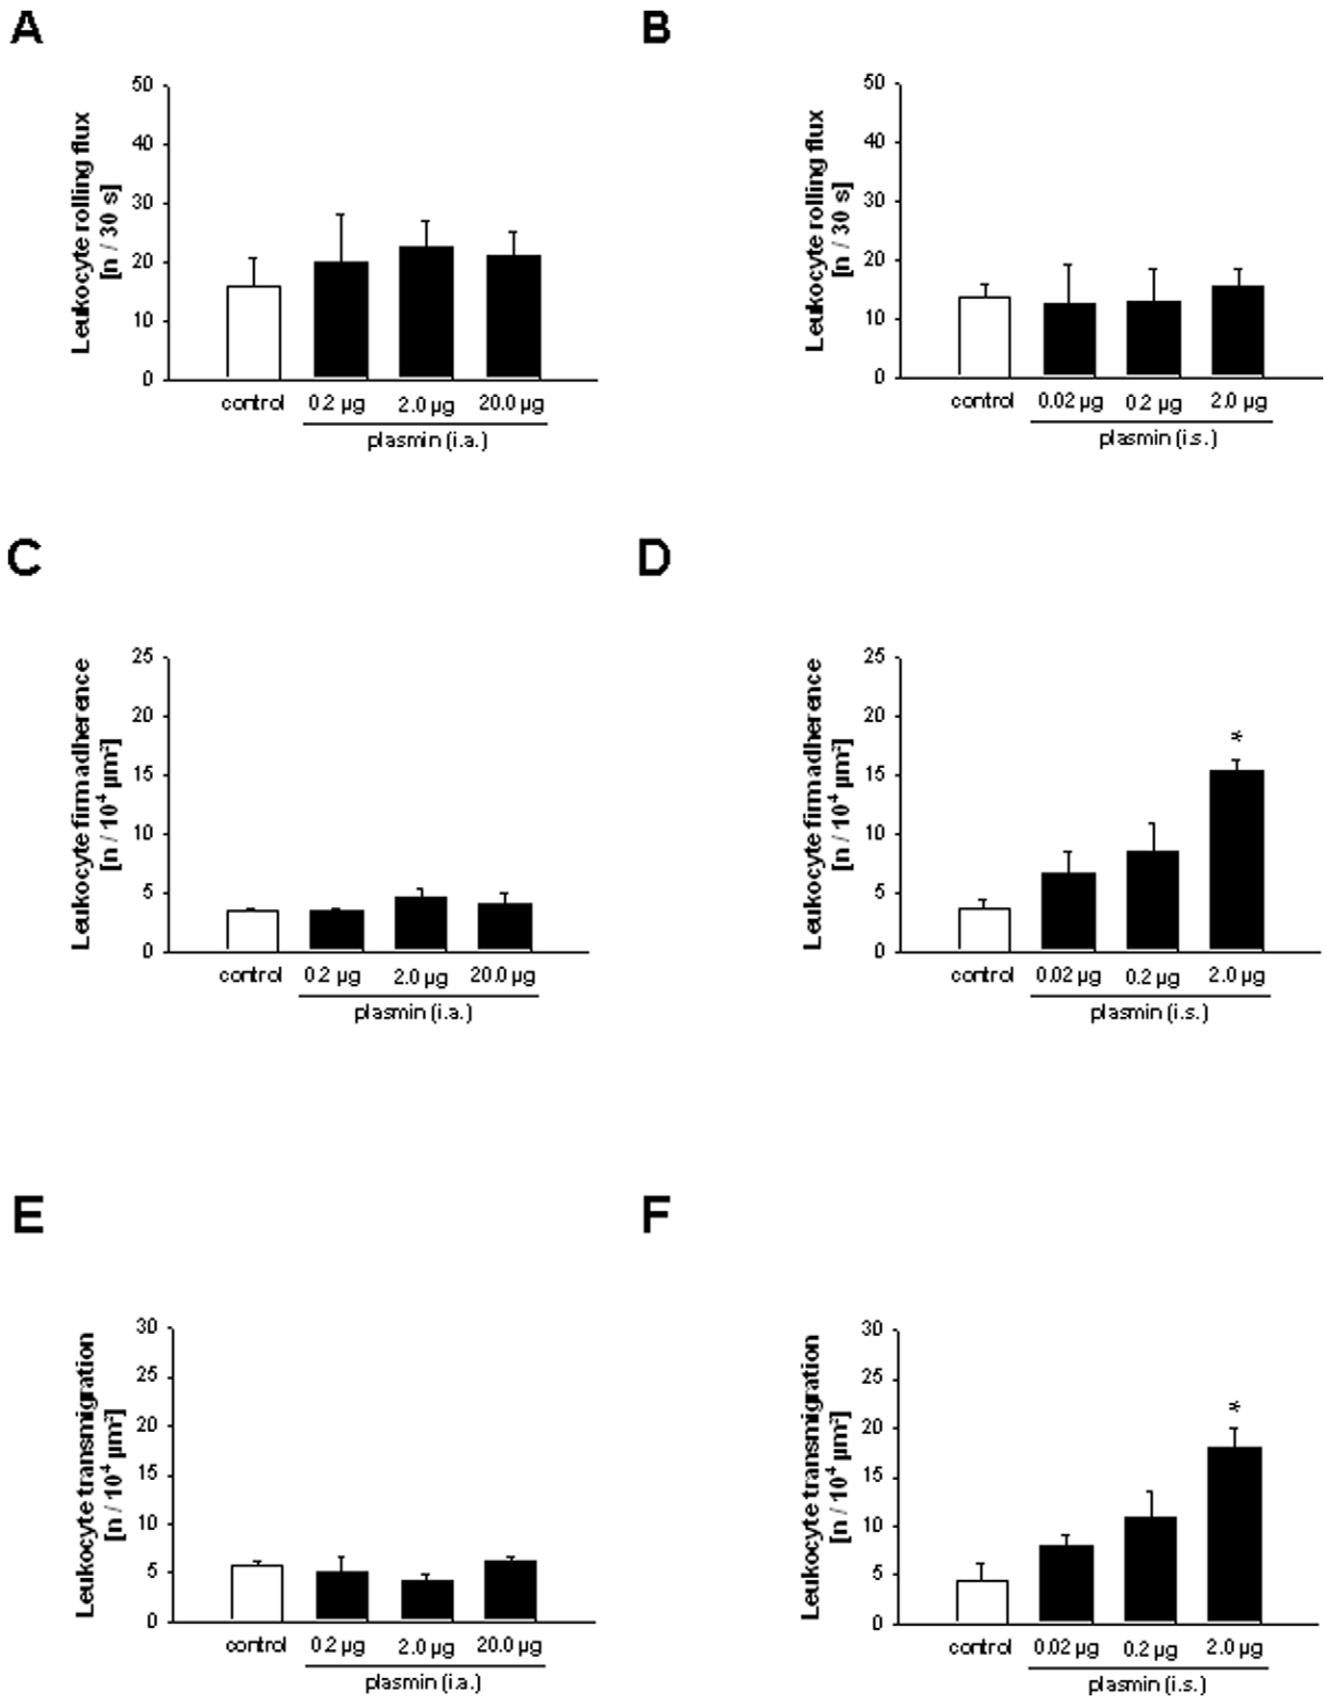 A
Leukocyte rolling flux
[n / 30 s]
50
40
30
20
10
0
control
0.2 µg
2.0 µg
20.0 µg
plasmin (i.a.)
B
Leukocyte rolling flux
[n / 30 s]
50
40
30
20
10
0
control
0.02 µg
0.2 µg
2.0 µg
plasmin (i.s.)
C
Leukocyte firm adherence
[n / 10⁴ µm²]
25
20
15
10
5
0
control
0.2 µg
2.0 µg
20.0 µg
plasmin (i.a.)
D
Leukocyte firm adherence
[n / 10⁴ µm²]
25
20
15
10
5
0
*
control
0.02 µg
0.2 µg
2.0 µg
plasmin (i.s.)
E
Leukocyte transmigration
[n / 10⁴ µm²]
30
25
20
15
10
5
0
control
0.2 µg
2.0 µg
20.0 µg
plasmin (i.a.)
F
Leukocyte transmigration
[n / 10⁴ µm²]
30
25
20
15
10
5
0
*
control
0.02 µg
0.2 µg
2.0 µg
plasmin (i.s.)